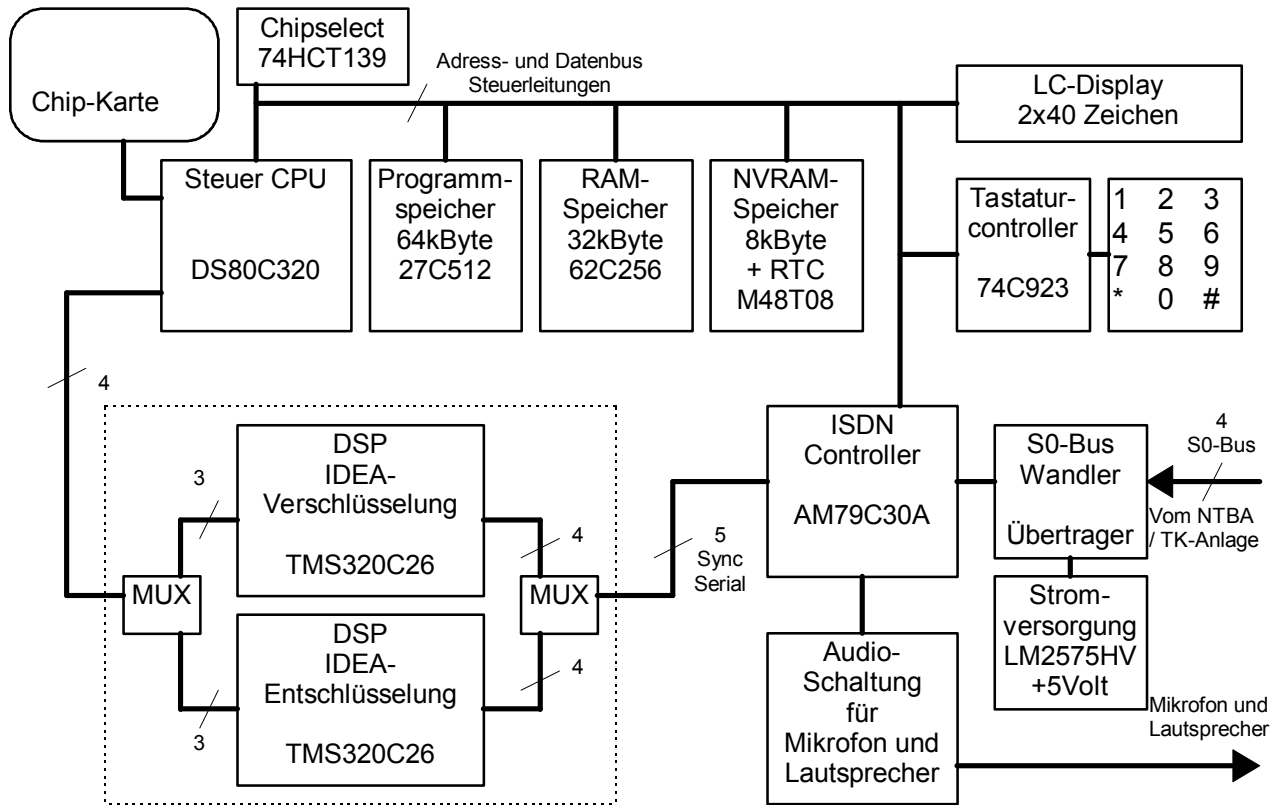 Chip-Karte
Chipselect
74HCT139
Adress- und Datenbus
Steuerleitungen
LC-Display
2x40 Zeichen
Steuer CPU
DS80C320
Programm-
speicher
64kByte
27C512
RAM-
Speicher
32kByte
62C256
NVRAM-
Speicher
8kByte
+ RTC
M48T08
Tastatur-
controller
74C923
1 2 3
4 5 6
7 8 9
* 0 #
4
DSP
IDEA-
Verschlüsselung
TMS320C26
3
4
MUX
MUX
DSP
IDEA-
Entschlüsselung
TMS320C26
3
4
5
Sync
Serial
ISDN
Controller
AM79C30A
S0-Bus
Wandler
Übertrager
4
S0-Bus
Vom NTBA
/ TK-Anlage
Strom-
versorgung
LM2575HV
+5Volt
Audio-
Schaltung
für
Mikrofon und
Lautsprecher
Mikrofon und
Lautsprecher